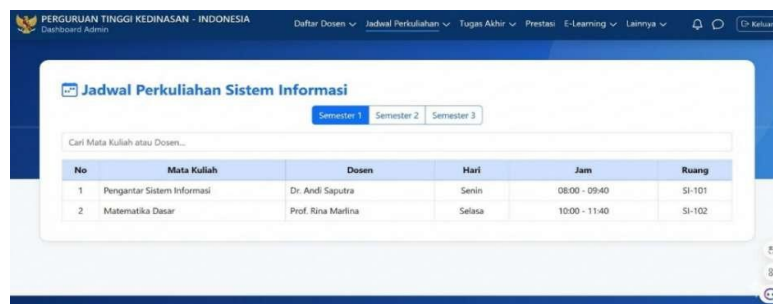 PERGURUAN TINGGI KEDINASAN - INDONESIA
Dashboard Admin
Daftar Dosen Jadwal Perkuliahan Tugas Akhir Prestasi E-Learning Lainnya Keluar
Jadwal Perkuliahan Sistem Informasi
Semester 1 Semester 2 Semester 3
Cari Mata Kuliah atau Dosen...
No Mata Kuliah Dosen Hari Jam Ruang
1 Pengantar Sistem Informasi Dr. Andi Saputra Senin 08:00 - 09:40 SI-101
2 Matematika Dasar Prof. Rina Marlina Selasa 10:00 - 11:40 SI-102